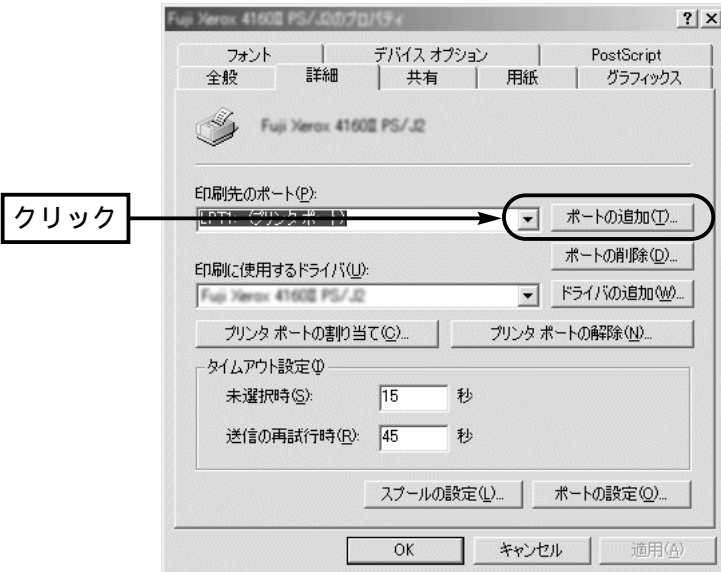 Fuji Xerox 4160Ⅱ PS/J2のプロパティ
フォント デバイス オプション PostScript
全般 詳細 共有 用紙 グラフィックス
Fuji Xerox 4160Ⅱ PS/J2
印刷先のポート(P):
クリック
LPT1: (プリンタ ポート) ポートの追加(T)...
ポートの削除(D)...
印刷に使用するドライバ(U):
Fuji Xerox 4160Ⅱ PS/J2 ドライバの追加(W)...
プリンタ ポートの割り当て(C)... プリンタ ポートの解除(N)...
タイムアウト設定(I)
未選択時(S): 15 秒
送信の再試行時(R): 45 秒
スプールの設定(L)... ポートの設定(O)...
OK キャンセル 適用(A)